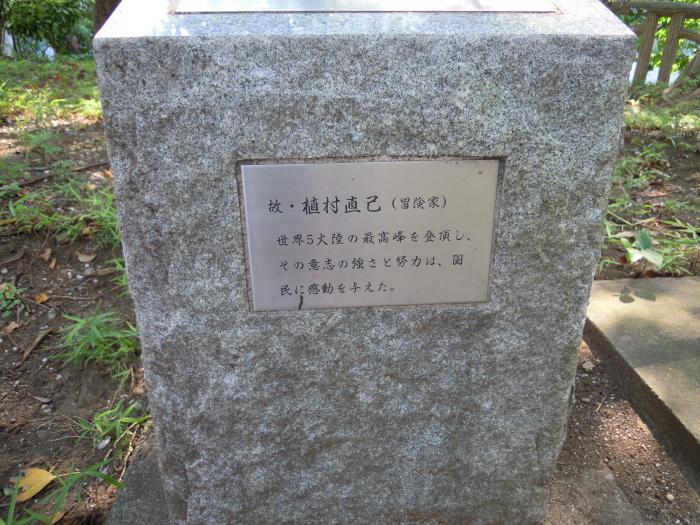 故・植村直己（冒険家）
世界5大陸の最高峰を登頂し、
その意志の強さと努力は、国
民に感動を与えた。